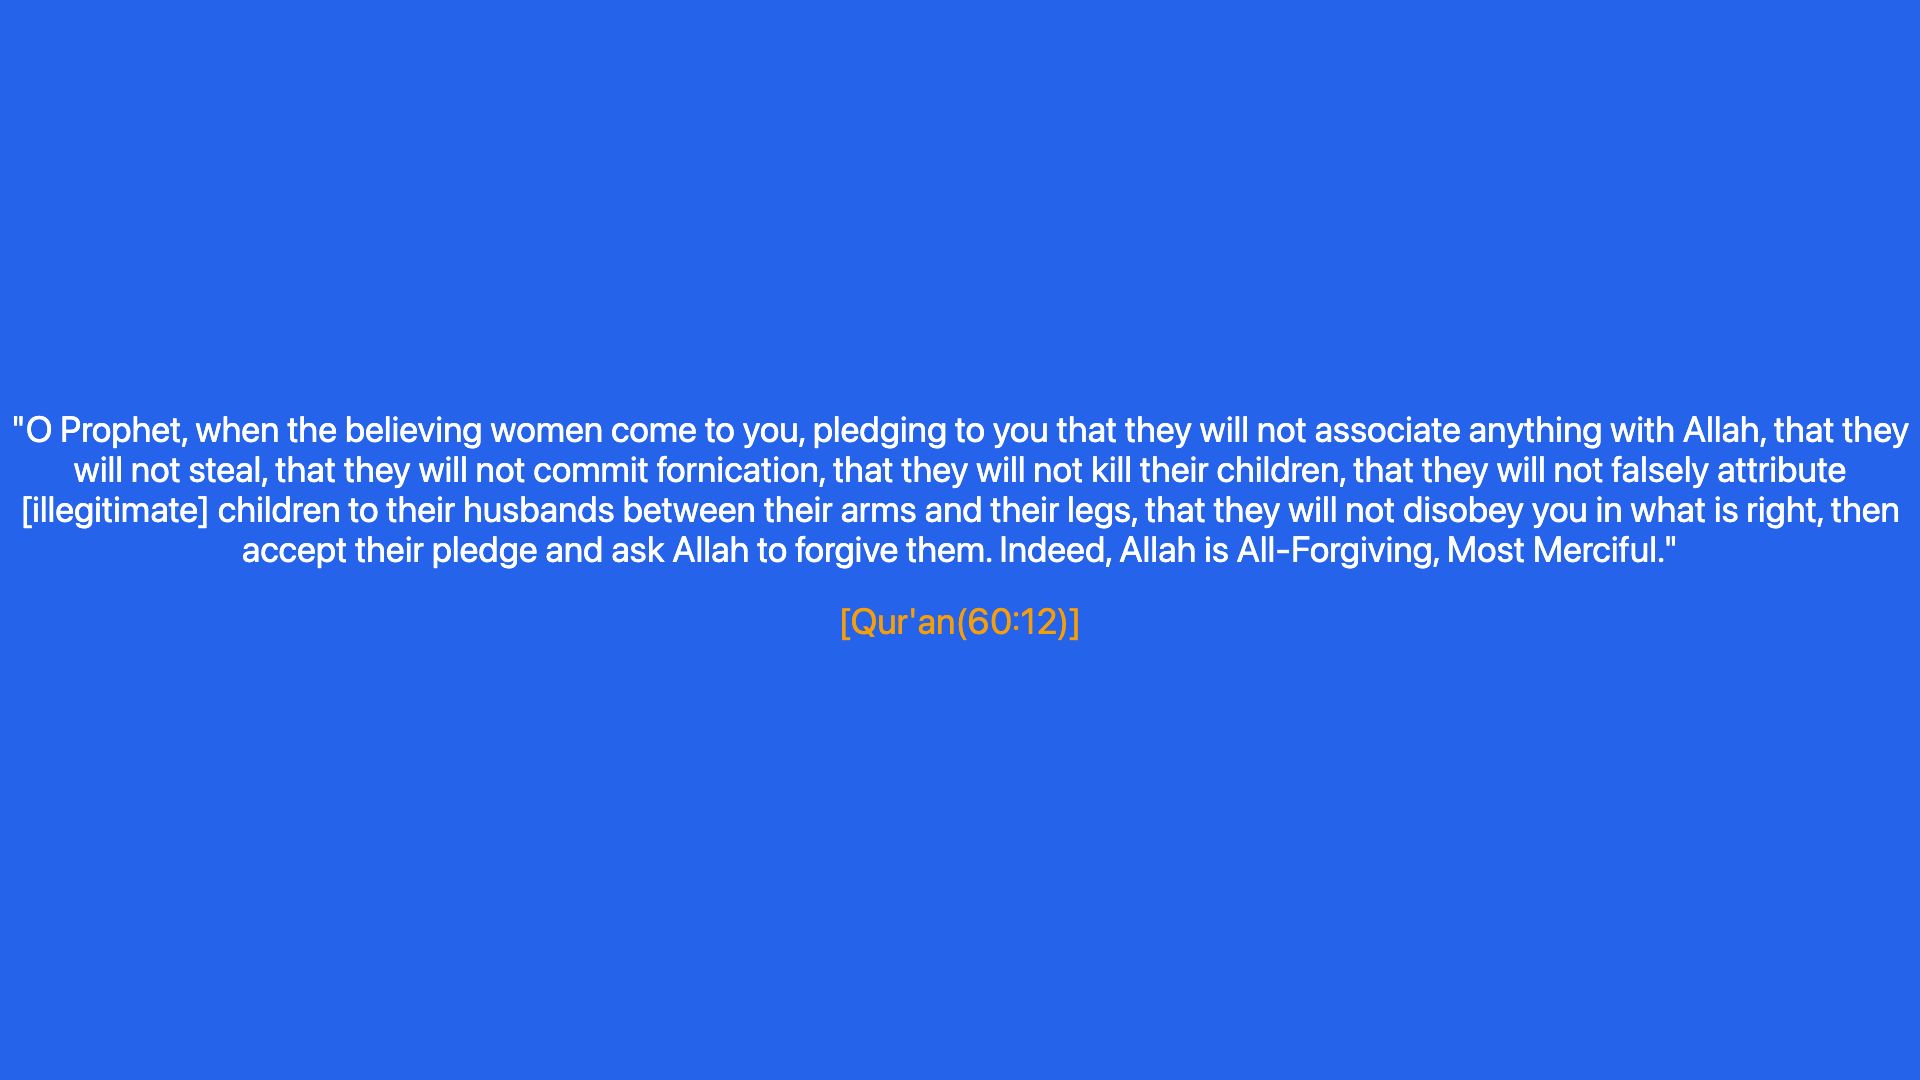 "O Prophet, when the believing women come to you, pledging to you that they will not associate anything with Allah, that they
will not steal, that they will not commit fornication, that they will not kill their children, that they will not falsely attribute
[illegitimate] children to their husbands between their arms and their legs, that they will not disobey you in what is right, then
accept their pledge and ask Allah to forgive them. Indeed, Allah is All-Forgiving, Most Merciful."
[Qur'an(60:12)]